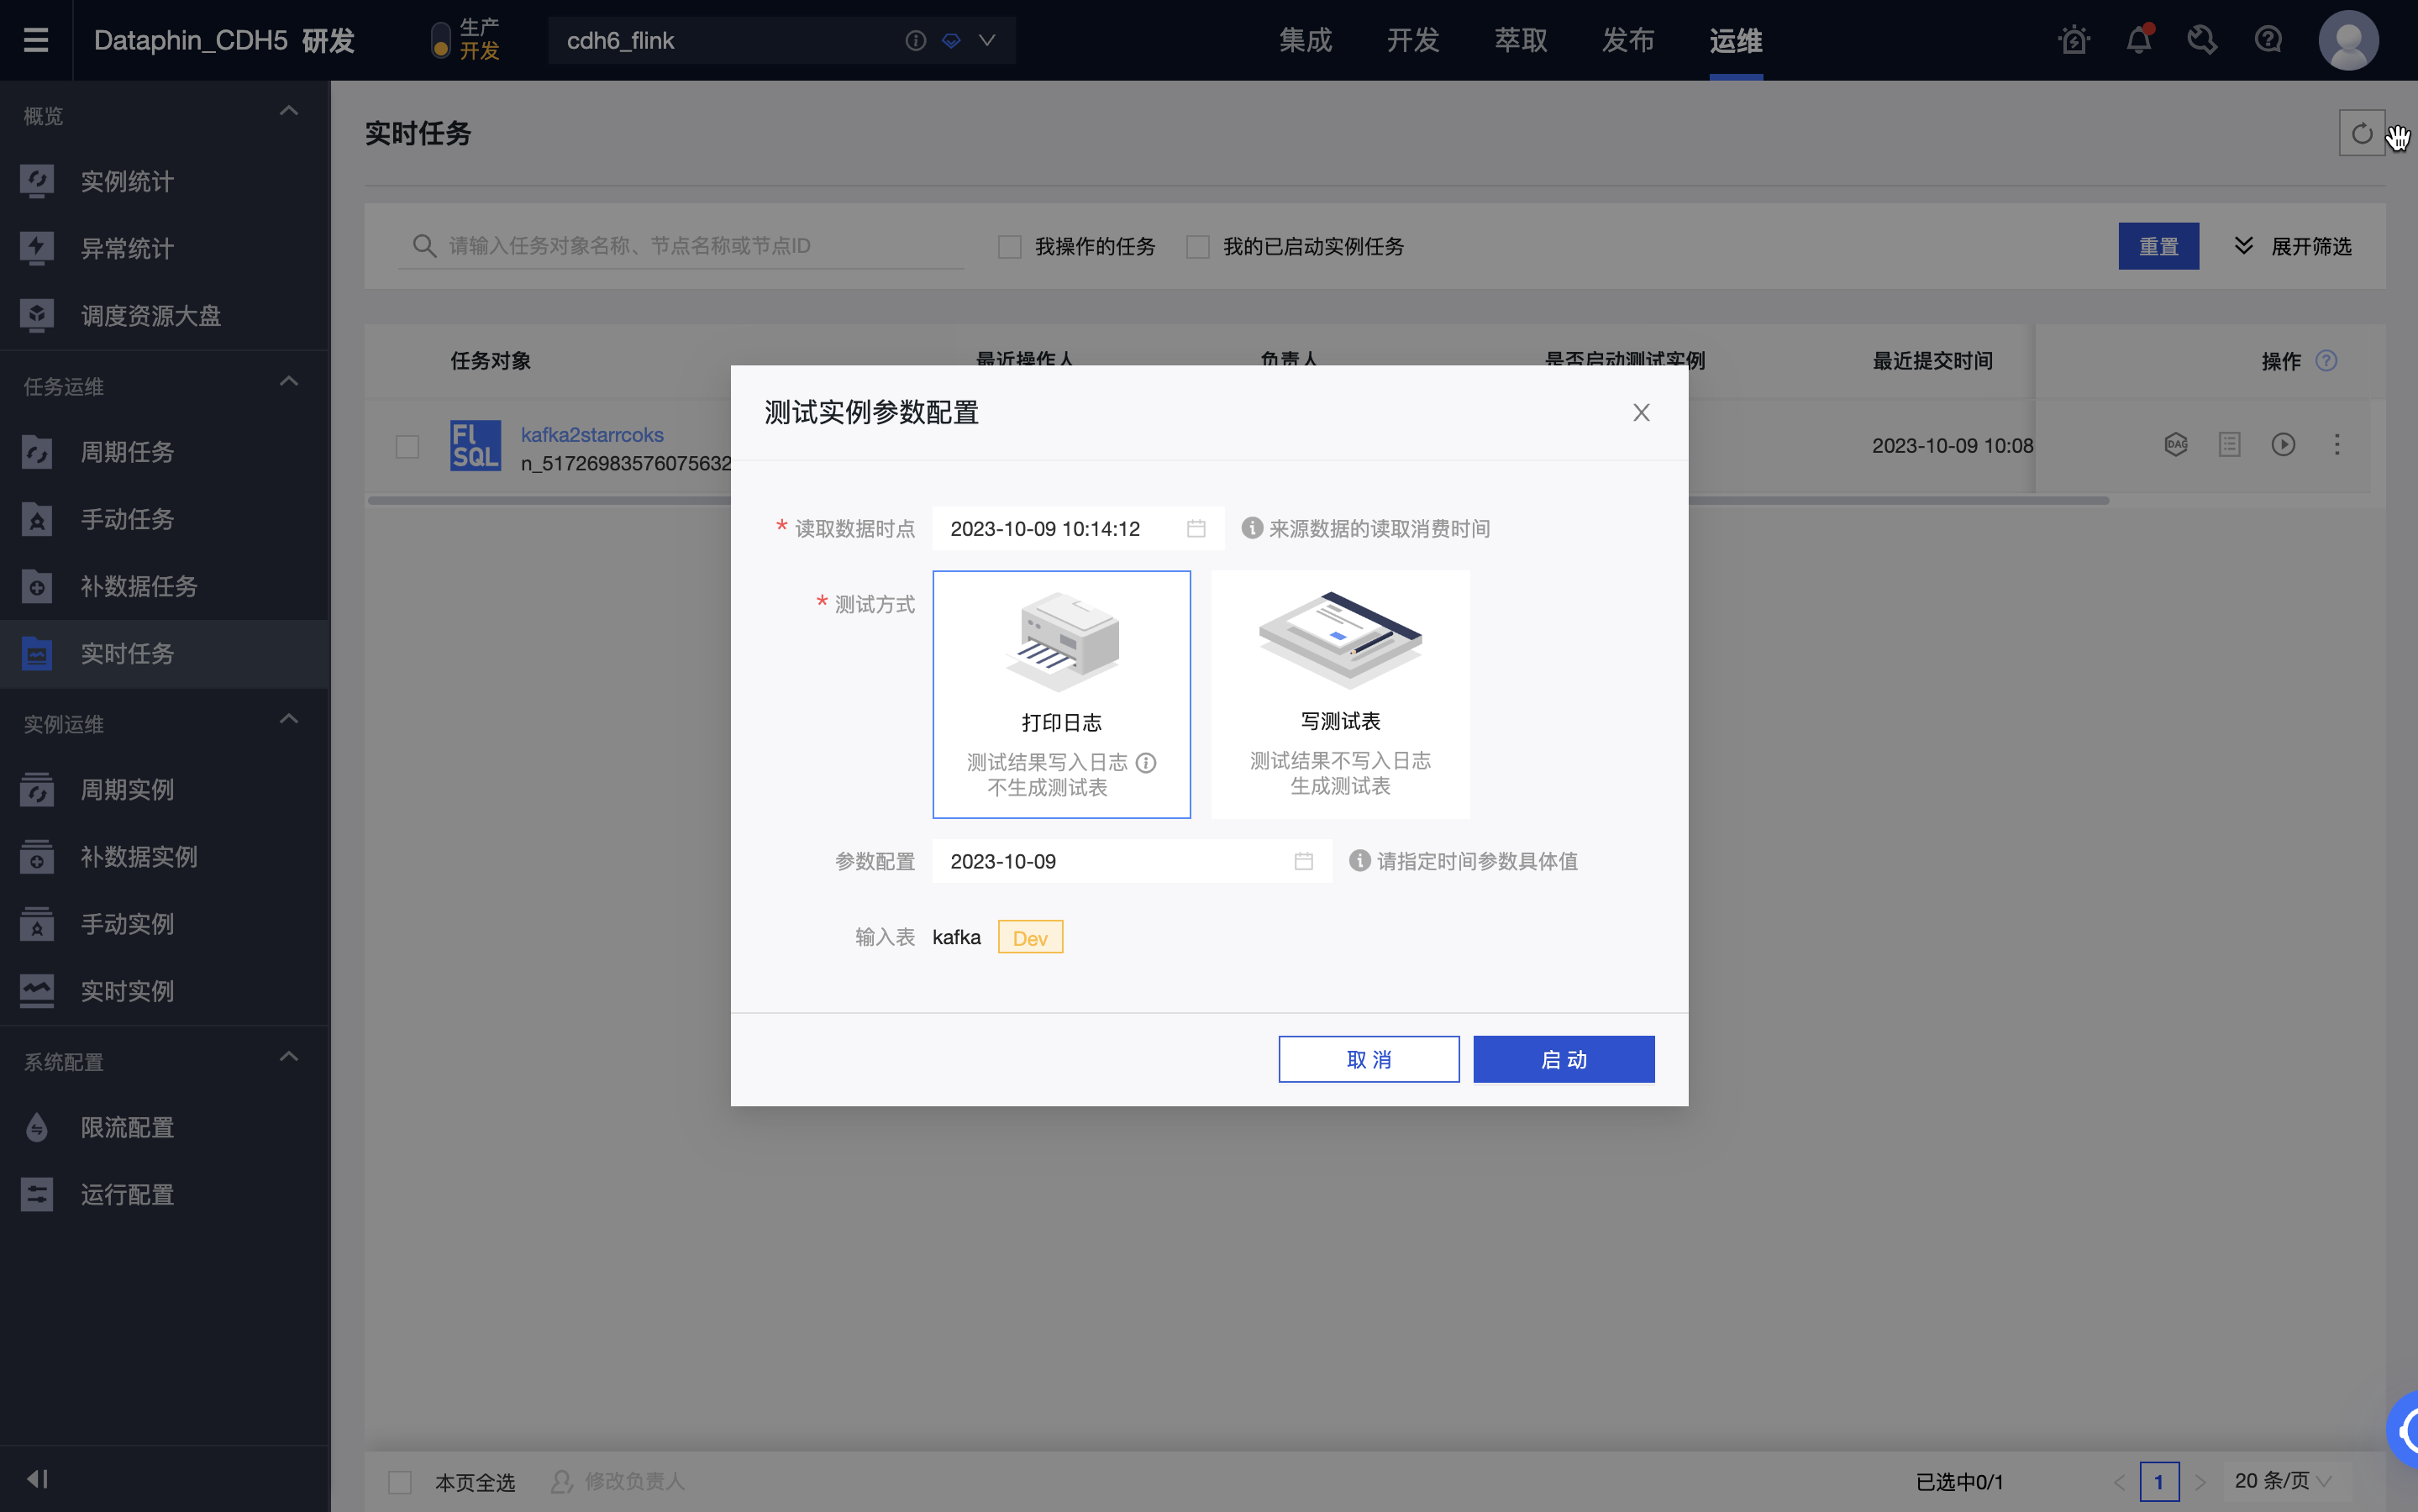 Dataphin_CDH5 研发
生产
开发
cdh6_flink
集成
开发
萃取
发布
运维
概览
实例统计
异常统计
调度资源大盘
任务运维
周期任务
手动任务
补数据任务
实时任务
实例运维
周期实例
补数据实例
手动实例
实时实例
系统配置
限流配置
运行配置
实时任务
请输入任务对象名称、节点名称或节点ID
我操作的任务
我的已启动实例任务
重置
展开筛选
任务对象
最近操作人
负责人
是否启动测试实例
最近提交时间
操作
Fl SQL
kafka2starrcoks
n_51726983576075632
2023-10-09 10:08
DAG
测试实例参数配置
* 读取数据时点
2023-10-09 10:14:12
来源数据的读取消费时间
* 测试方式
打印日志
测试结果写入日志
不生成测试表
写测试表
测试结果不写入日志
生成测试表
参数配置
2023-10-09
请指定时间参数具体值
输入表
kafka
Dev
取 消
启 动
本页全选
修改负责人
已选中0/1
1
20 条/页